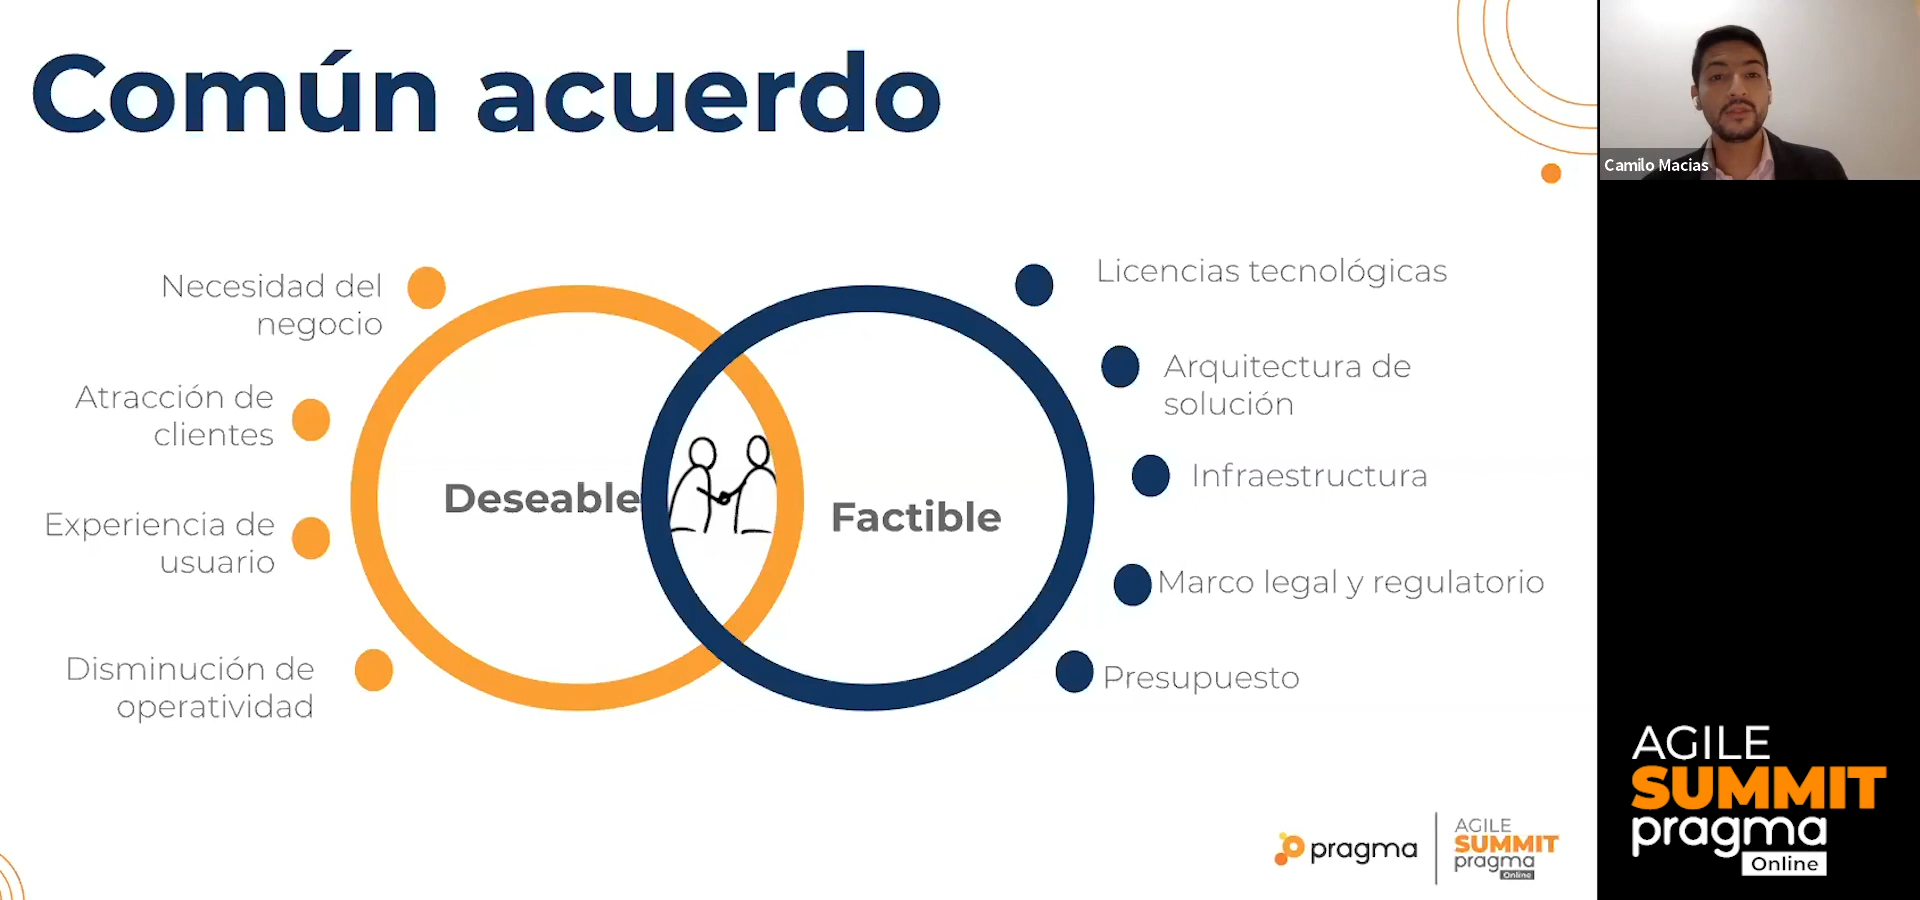 Común acuerdo
Necesidad del
negocio
Atracción de
clientes
Experiencia de
usuario
Disminución de
operatividad
Deseable
Factible
Licencias tecnológicas
Arquitectura de
solución
Infraestructura
Marco legal y regulatorio
Presupuesto
pragma
AGILE
SUMMIT
pragma
Online
Camilo Macias
AGILE
SUMMIT
pragma
Online